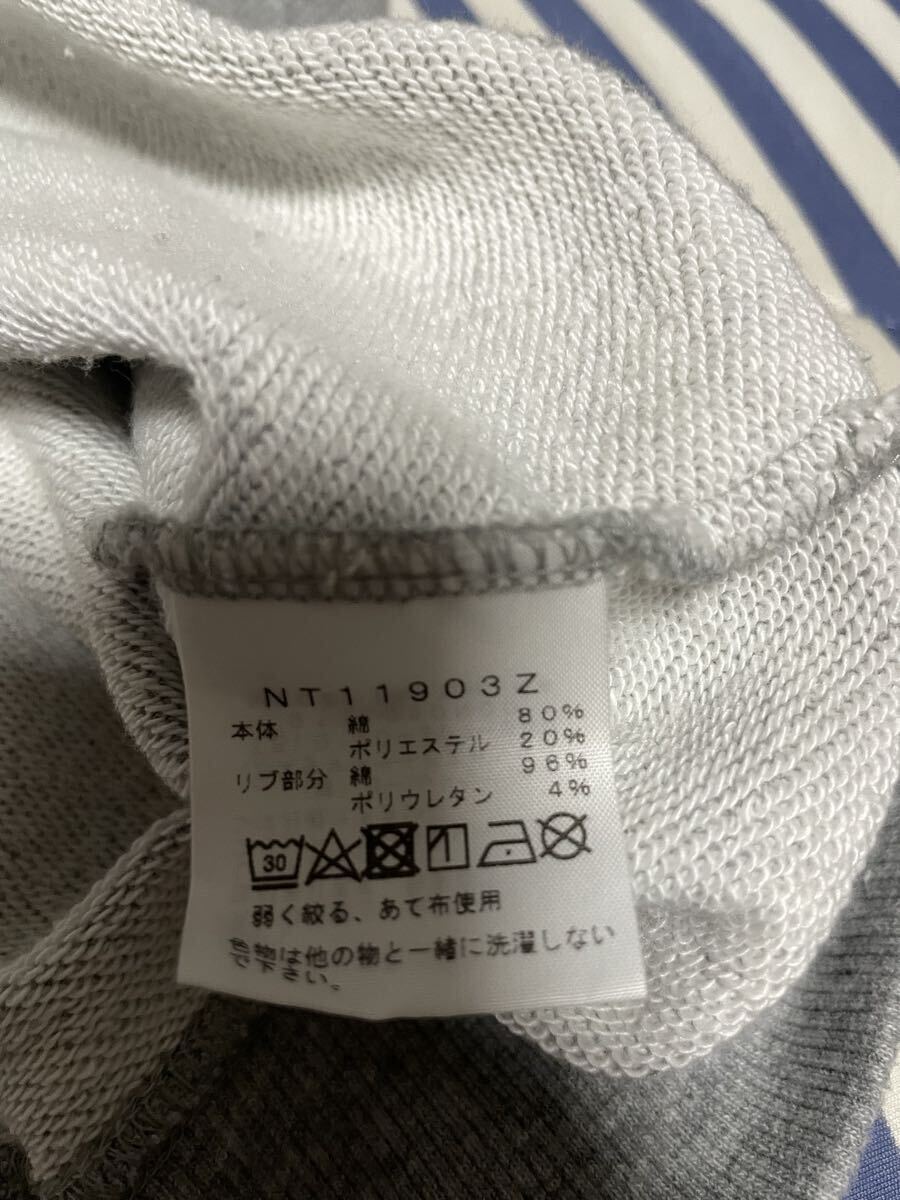 NT11903Z
本体 綿 80%
ポリエステル 20%
リブ部分 綿 96%
ポリウレタン 4%
30
弱く絞る、あて布使用
色物は他の物と一緒に洗濯しない
で下さい。